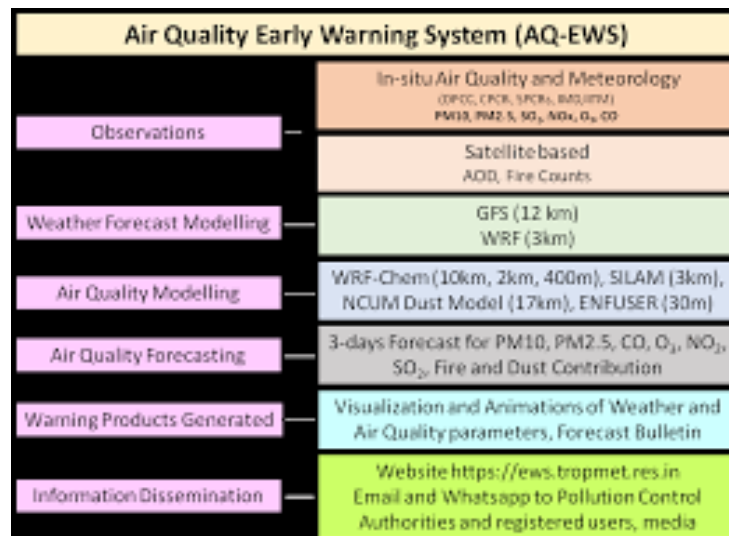 Air Quality Early Warning System (AQ-EWS)
Observations
In-situ Air Quality and Meteorology
(DPCC, CPCB, SPCBs, IMD, IITM)
PM10, PM2.5, SO₂, NOx, O₃, CO
Satellite based
AOD, Fire Counts
Weather Forecast Modelling
GFS (12 km)
WRF (3km)
Air Quality Modelling
WRF-Chem (10km, 2km, 400m), SILAM (3km),
NCUM Dust Model (17km), ENFUSER (30m)
Air Quality Forecasting
3-days Forecast for PM10, PM2.5, CO, O₃, NO₂,
SO₂, Fire and Dust Contribution
Warning Products Generated
Visualization and Animations of Weather and
Air Quality parameters, Forecast Bulletin
Information Dissemination
Website https://ews.tropmet.res.in
Email and Whatsapp to Pollution Control
Authorities and registered users, media